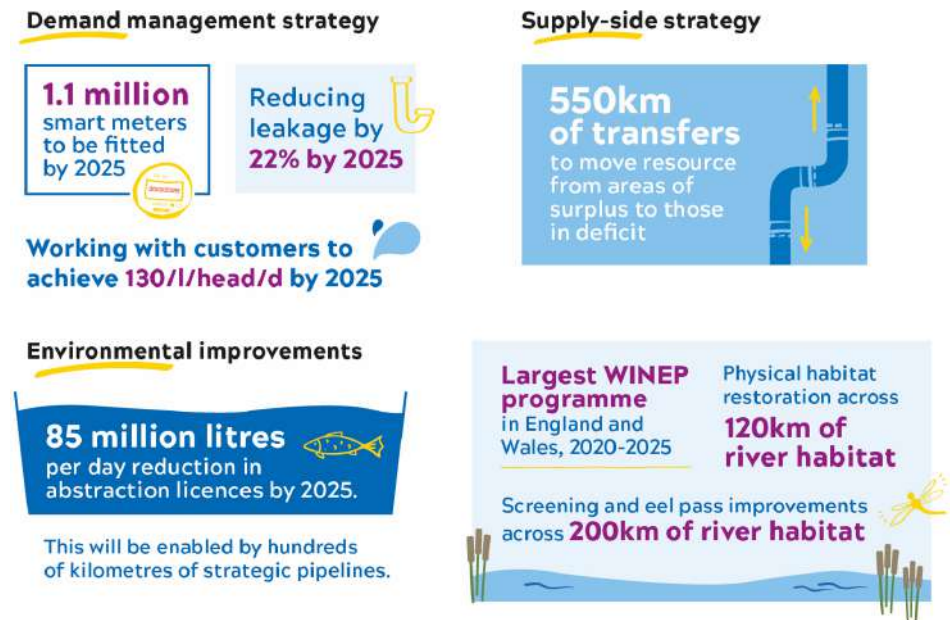 Demand management strategy
1.1 million
smart meters
to be fitted
by 2025
Reducing
leakage by
22% by 2025
Working with customers to
achieve 130/l/head/d by 2025
Supply-side strategy
550km
of transfers
to move resource
from areas of
surplus to those
in deficit
Environmental improvements
85 million litres
per day reduction in
abstraction licences by 2025.
This will be enabled by hundreds
of kilometres of strategic pipelines.
Largest WINEP
programme
in England and
Wales, 2020-2025
Physical habitat
restoration across
120km of
river habitat
Screening and eel pass improvements
across 200km of river habitat